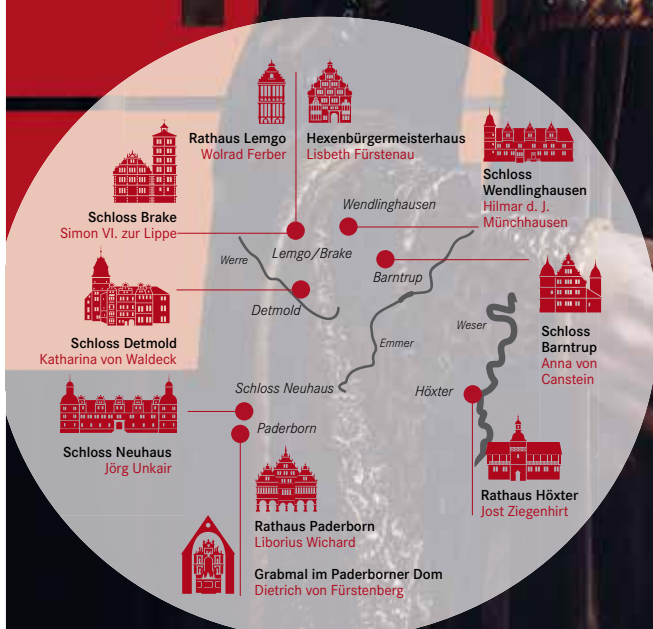 Rathaus Lemgo
Wolrad Ferber
Hexenbürgermeisterhaus
Lisbeth Fürstenau
Schloss
Wendlinghausen
Hilmar d. J.
Münchhausen
Schloss Brake
Simon VI. zur Lippe
Wendlinghausen
Werre
Lemgo/Brake
Barntrup
Detmold
Schloss Detmold
Katharina von Waldeck
Emmer
Weser
Schloss
Barntrup
Anna von
Canstein
Schloss Neuhaus
Höxter
Paderborn
Schloss Neuhaus
Jörg Unkair
Rathaus Paderborn
Liborius Wichard
Rathaus Höxter
Jost Ziegenhirt
Grabmal im Paderborner Dom
Dietrich von Fürstenberg